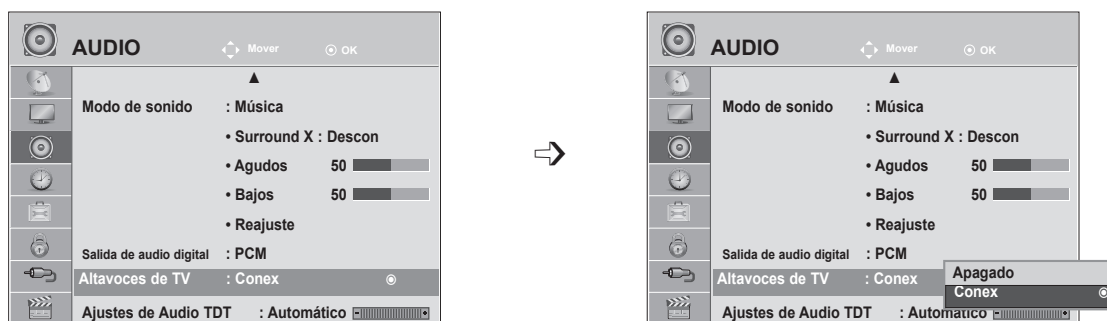 AUDIO Mover OK
Modo de sonido : Música
• Surround X : Descon
• Agudos 50
• Bajos 50
• Reajuste
Salida de audio digital : PCM
Altavoces de TV : Conex
Ajustes de Audio TDT : Automático
AUDIO Mover OK
Modo de sonido : Música
• Surround X : Descon
• Agudos 50
• Bajos 50
• Reajuste
Salida de audio digital : PCM
Altavoces de TV : Conex
Apagado
Conex
Ajustes de Audio TDT : Automático